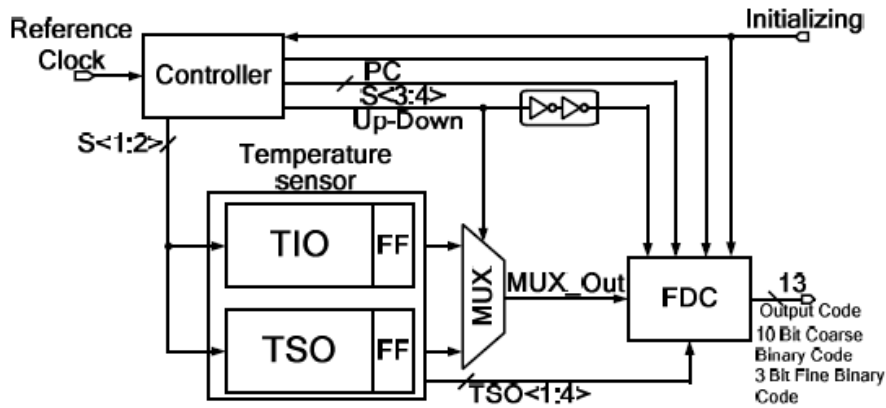 Reference
Clock
Controller
Initializing
PC
S<3:4>
Up-Down
S<1:2>
Temperature
sensor
TIO
FF
TSO
FF
MUX
MUX_Out
FDC
TSO<1:4>
13
Output Code
10 Bit Coarse
Binary Code
3 Bit Fine Binary
Code